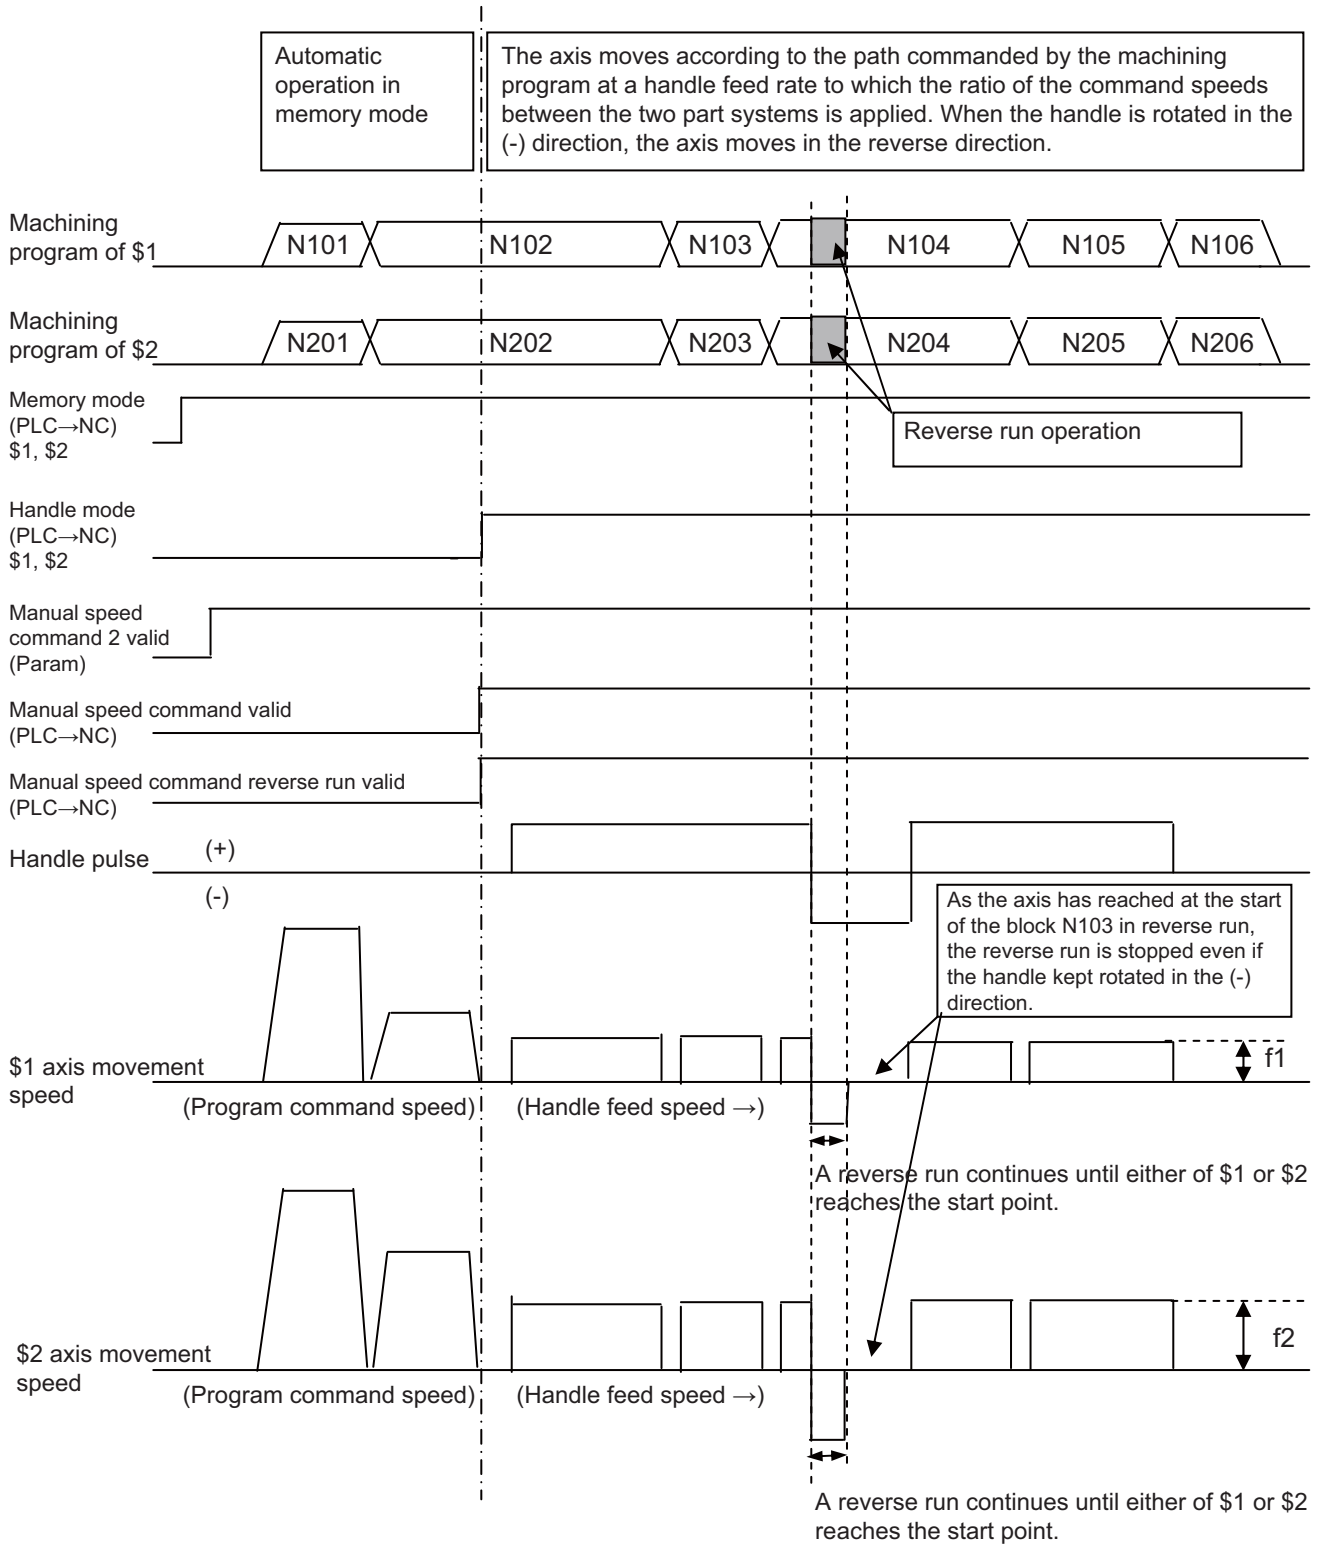 Automatic
operation in
memory mode
The axis moves according to the path commanded by the machining
program at a handle feed rate to which the ratio of the command speeds
between the two part systems is applied. When the handle is rotated in the
(-) direction, the axis moves in the reverse direction.
Machining
program of $1
N101 N102 N103 N104 N105 N106
Machining
program of $2
N201 N202 N203 N204 N205 N206
Memory mode
(PLC→NC)
$1, $2
Reverse run operation
Handle mode
(PLC→NC)
$1, $2
Manual speed
command 2 valid
(Param)
Manual speed command valid
(PLC→NC)
Manual speed command reverse run valid
(PLC→NC)
Handle pulse
(+)
(-)
As the axis has reached at the start
of the block N103 in reverse run,
the reverse run is stopped even if
the handle kept rotated in the (-)
direction.
$1 axis movement
speed
f1
(Program command speed) (Handle feed speed →)
A reverse run continues until either of $1 or $2
reaches the start point.
$2 axis movement
speed
f2
(Program command speed) (Handle feed speed →)
A reverse run continues until either of $1 or $2
reaches the start point.